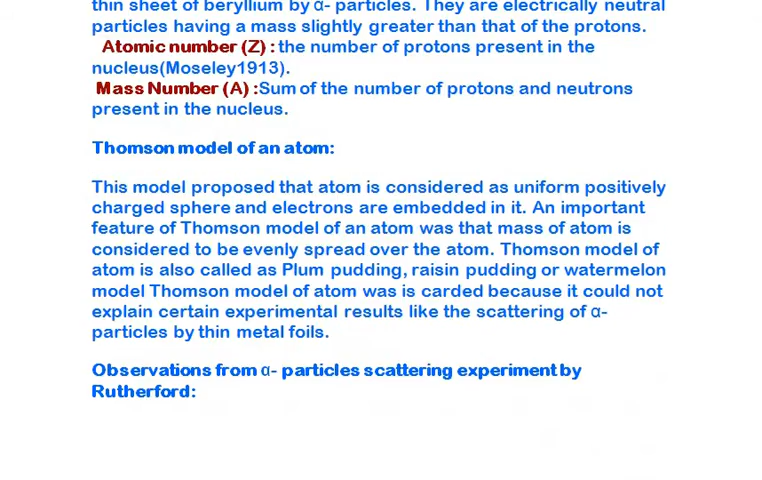 thin sheet of beryllium by α- particles. They are electrically neutral
particles having a mass slightly greater than that of the protons.
Atomic number (Z) : the number of protons present in the
nucleus(Moseley1913).
Mass Number (A) :Sum of the number of protons and neutrons
present in the nucleus.
Thomson model of an atom:
This model proposed that atom is considered as uniform positively
charged sphere and electrons are embedded in it. An important
feature of Thomson model of an atom was that mass of atom is
considered to be evenly spread over the atom. Thomson model of
atom is also called as Plum pudding, raisin pudding or watermelon
model Thomson model of atom was is carded because it could not
explain certain experimental results like the scattering of α-
particles by thin metal foils.
Observations from α- particles scattering experiment by
Rutherford: